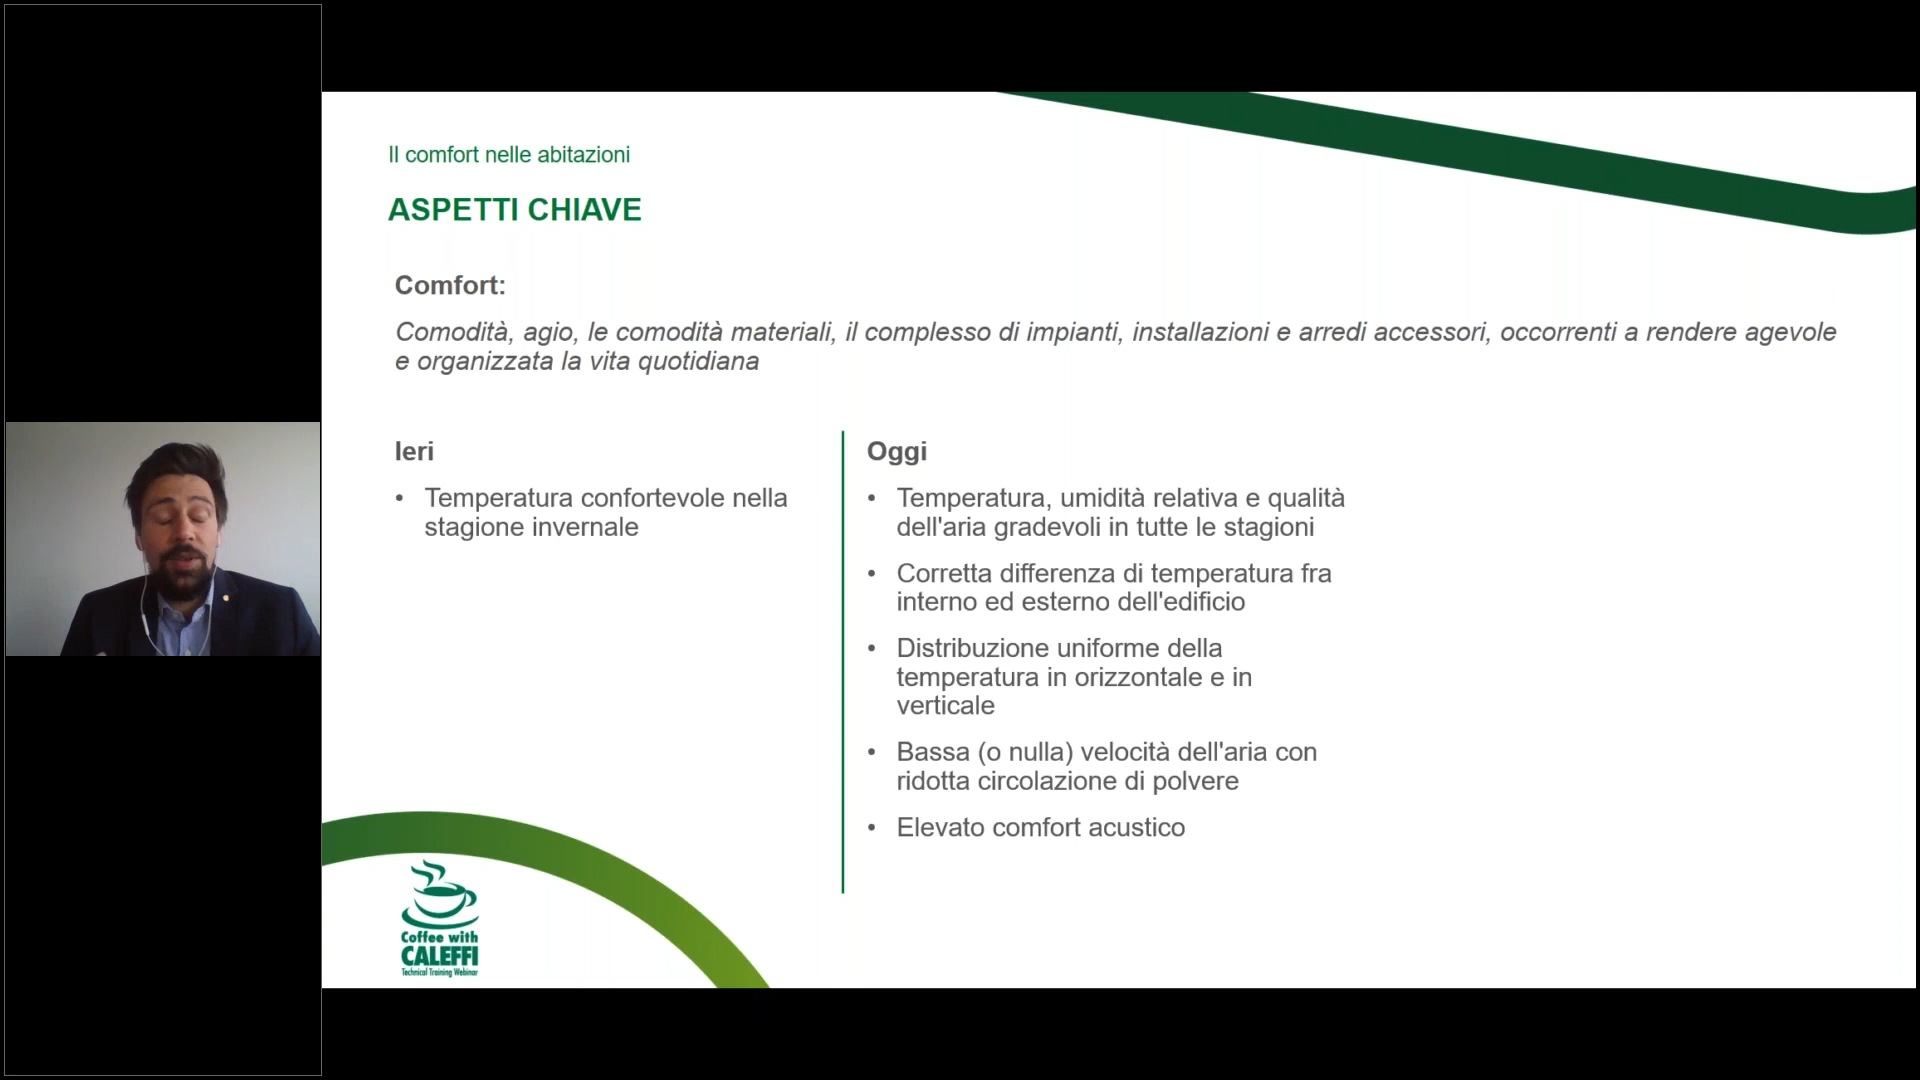 Il comfort nelle abitazioni
ASPETTI CHIAVE
Comfort:
Comodità, agio, le comodità materiali, il complesso di impianti, installazioni e arredi accessori, occorrenti a rendere agevole
e organizzata la vita quotidiana
Ieri
• Temperatura confortevole nella
stagione invernale
Oggi
• Temperatura, umidità relativa e qualità
dell'aria gradevoli in tutte le stagioni
• Corretta differenza di temperatura fra
interno ed esterno dell'edificio
• Distribuzione uniforme della
temperatura in orizzontale e in
verticale
• Bassa (o nulla) velocità dell'aria con
ridotta circolazione di polvere
• Elevato comfort acustico
Coffee with
CALEFFI
Technical Training Webinar